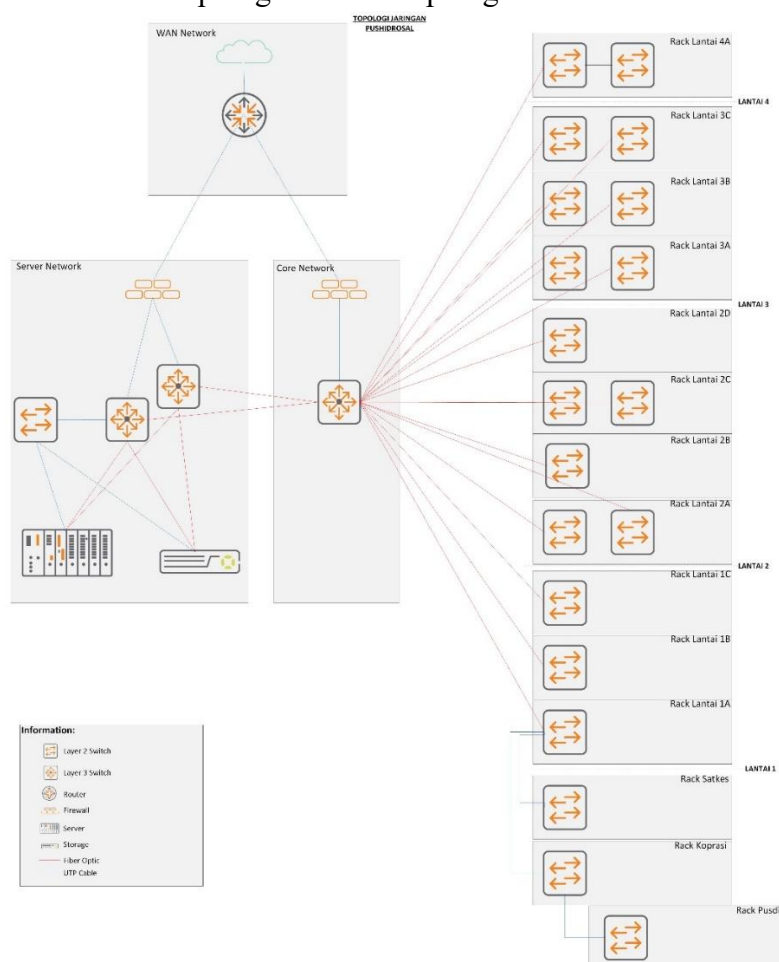 TOPOLOGI JARINGAN
PUSHIDROSAL
WAN Network
Rack Lantai 4A
LANTAI 4
Rack Lantai 3C
Rack Lantai 3B
Rack Lantai 3A
LANTAI 3
Server Network
Core Network
Rack Lantai 2D
Rack Lantai 2C
Rack Lantai 2B
Rack Lantai 2A
LANTAI 2
Rack Lantai 1C
Rack Lantai 1B
Rack Lantai 1A
LANTAI 1
Rack Satkes
Rack Koprasi
Rack Pusdi
Information:
Layer 2 Switch
Layer 3 Switch
Router
Firewall
Server
Storage
Fiber Optic
UTP Cable